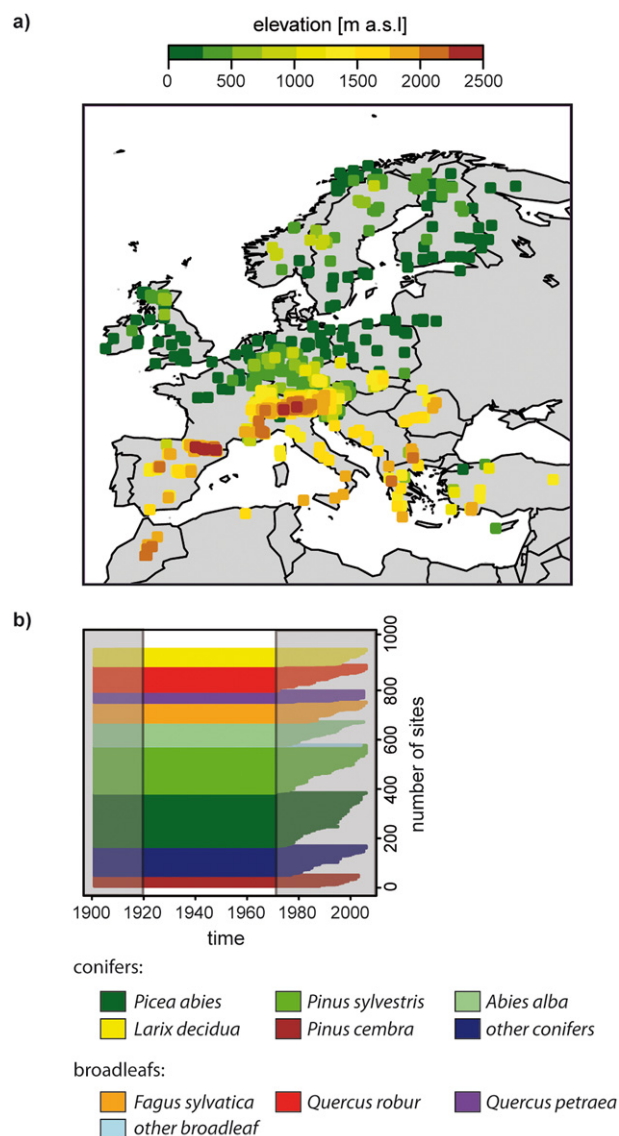 a)
elevation [m a.s.l]
0 500 1000 1500 2000 2500
b)
1000
800
600
400
200
0
number of sites
1900 1920 1940 1960 1980 2000
time
conifers:
Picea abies Pinus sylvestris Abies alba
Larix decidua Pinus cembra other conifers
broadleafs:
Fagus sylvatica Quercus robur Quercus petraea
other broadleaf